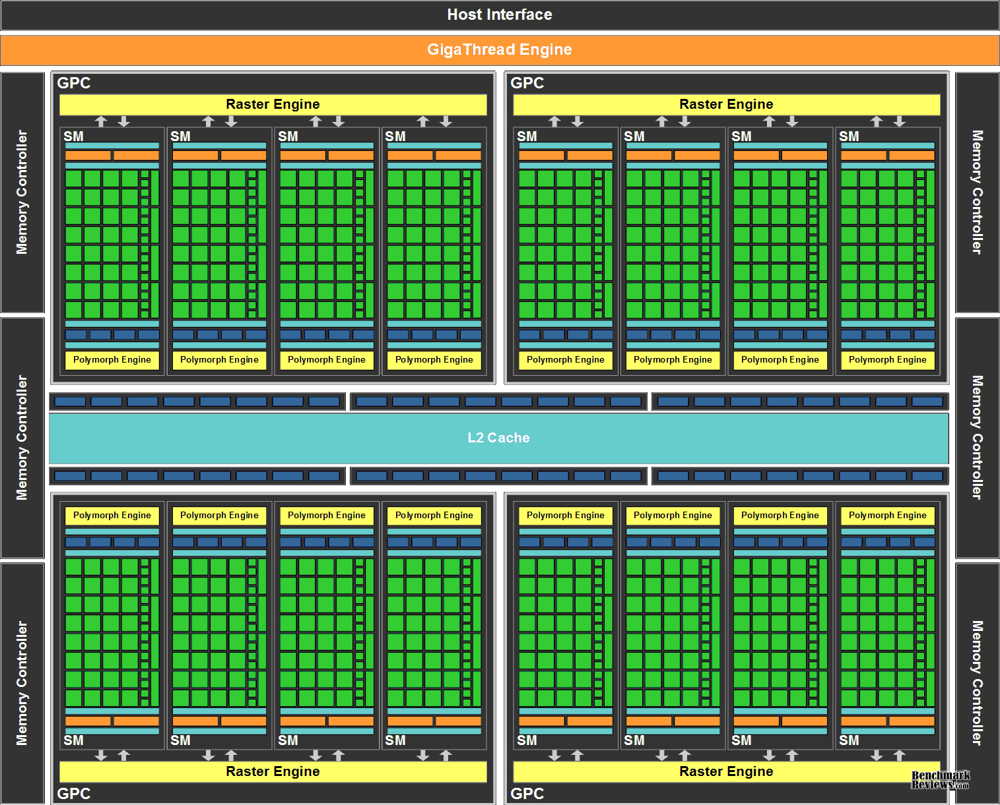 Host Interface
GigaThread Engine
GPC
GPC
Raster Engine
Raster Engine
SM
SM
SM
SM
SM
SM
SM
SM
Memory Controller
Memory Controller
Polymorph Engine
Polymorph Engine
Polymorph Engine
Polymorph Engine
Polymorph Engine
Polymorph Engine
Polymorph Engine
Polymorph Engine
Memory Controller
L2 Cache
Memory Controller
Polymorph Engine
Polymorph Engine
Polymorph Engine
Polymorph Engine
Polymorph Engine
Polymorph Engine
Polymorph Engine
Polymorph Engine
Memory Controller
Memory Controller
SM
SM
SM
SM
SM
SM
SM
SM
Raster Engine
Raster Engine
GPC
GPC
Benchmark
Reviews.com